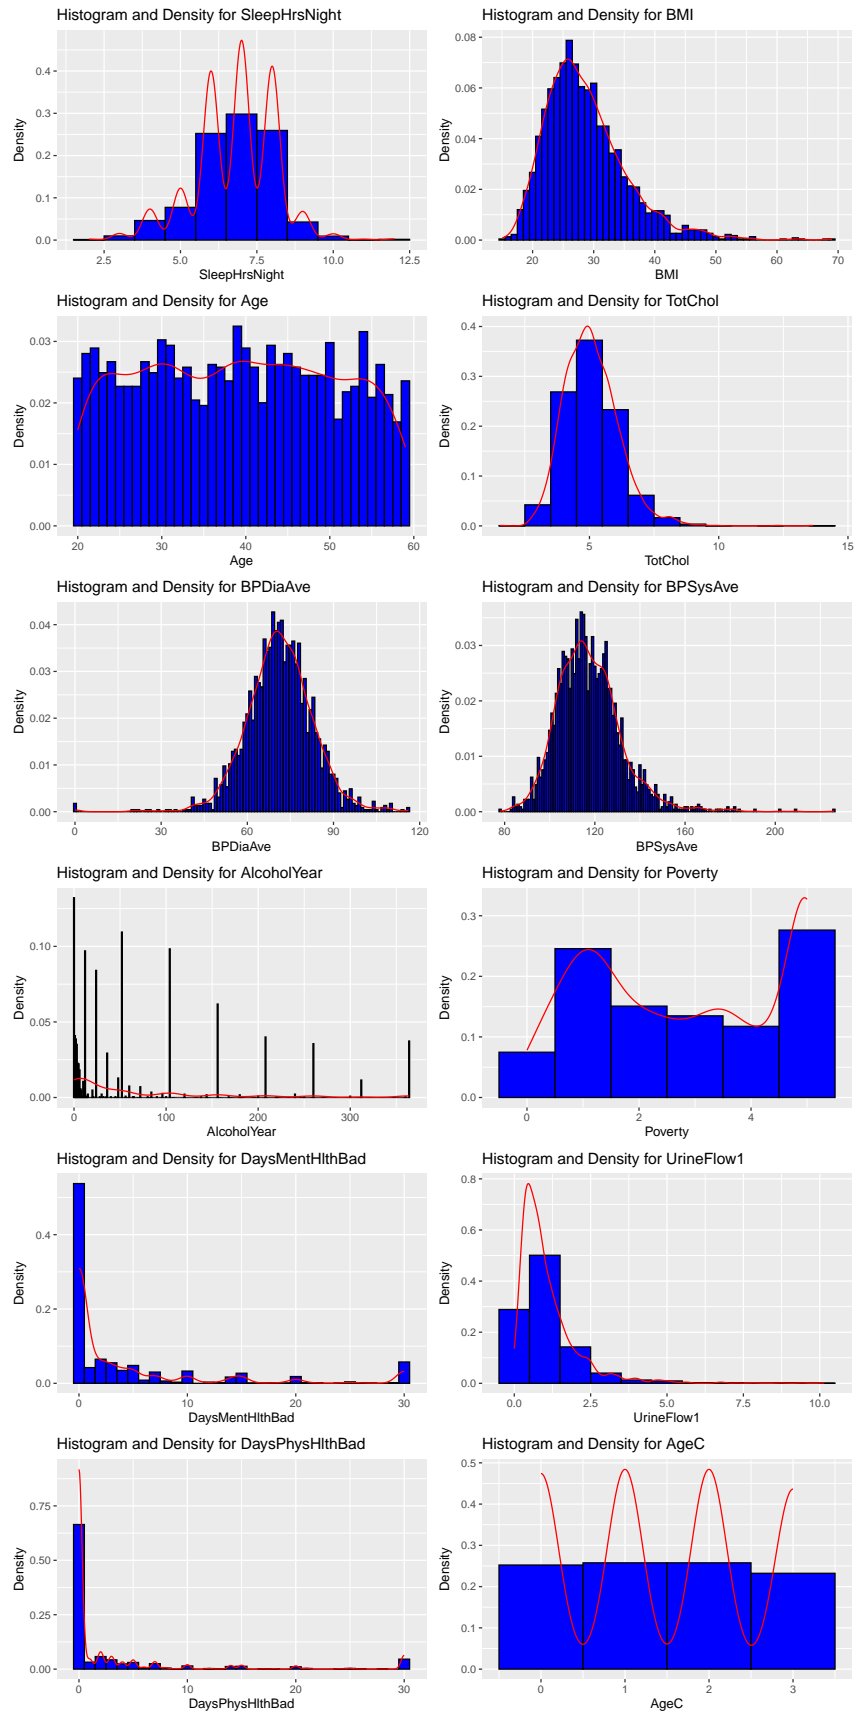 Histogram and Density for SleepHrsNight
Density
0.4
0.3
0.2
0.1
0.0
2.5 5.0 7.5 10.0 12.5
SleepHrsNight
Histogram and Density for BMI
Density
0.08
0.06
0.04
0.02
0.00
20 30 40 50 60 70
BMI
Histogram and Density for Age
Density
0.03
0.02
0.01
0.00
20 30 40 50 60
Age
Histogram and Density for TotChol
Density
0.4
0.3
0.2
0.1
0.0
5 10 15
TotChol
Histogram and Density for BPDiaAve
Density
0.04
0.03
0.02
0.01
0.00
0 30 60 90 120
BPDiaAve
Histogram and Density for BPSysAve
Density
0.03
0.02
0.01
0.00
80 120 160 200
BPSysAve
Histogram and Density for AlcoholYear
Density
0.10
0.05
0.00
0 100 200 300
AlcoholYear
Histogram and Density for Poverty
Density
0.3
0.2
0.1
0.0
0 2 4
Poverty
Histogram and Density for DaysMentHlthBad
Density
0.4
0.2
0.0
0 10 20 30
DaysMentHlthBad
Histogram and Density for UrineFlow1
Density
0.8
0.6
0.4
0.2
0.0
0.0 2.5 5.0 7.5 10.0
UrineFlow1
Histogram and Density for DaysPhysHlthBad
Density
0.75
0.50
0.25
0.00
0 10 20 30
DaysPhysHlthBad
Histogram and Density for AgeC
Density
0.5
0.4
0.3
0.2
0.1
0.0
0 1 2 3
AgeC